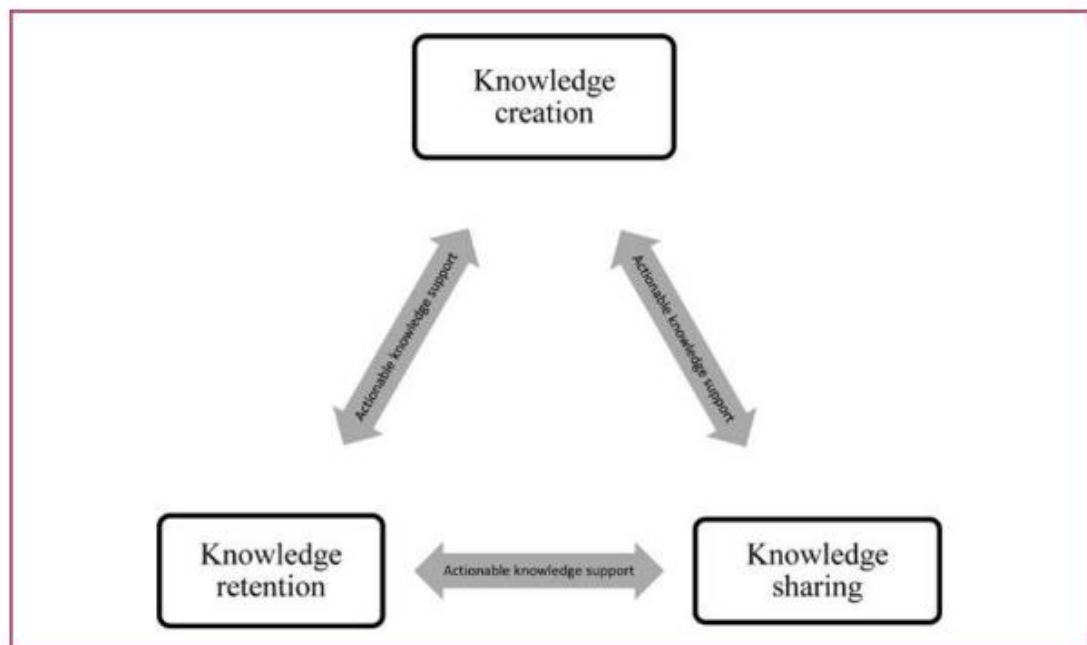 Knowledge
creation
Actionable knowledge support
Actionable knowledge support
Knowledge
retention
Actionable knowledge support
Knowledge
sharing